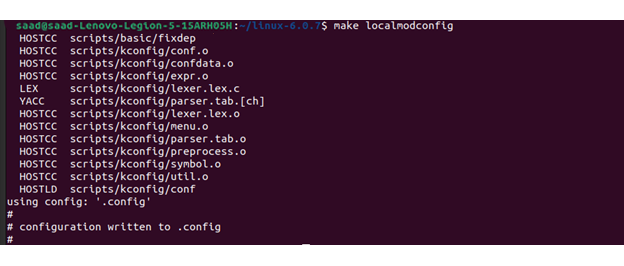 saad@saad-Lenovo-Legion-5-15ARH05H:~/linux-6.0.7$ make localmodconfig
HOSTCC scripts/basic/fixdep
HOSTCC scripts/kconfig/conf.o
HOSTCC scripts/kconfig/confdata.o
HOSTCC scripts/kconfig/expr.o
LEX scripts/kconfig/lexer.lex.c
YACC scripts/kconfig/parser.tab.[ch]
HOSTCC scripts/kconfig/lexer.lex.o
HOSTCC scripts/kconfig/menu.o
HOSTCC scripts/kconfig/parser.tab.o
HOSTCC scripts/kconfig/preprocess.o
HOSTCC scripts/kconfig/symbol.o
HOSTCC scripts/kconfig/util.o
HOSTLD scripts/kconfig/conf
using config: '.config'
#
# configuration written to .config
#